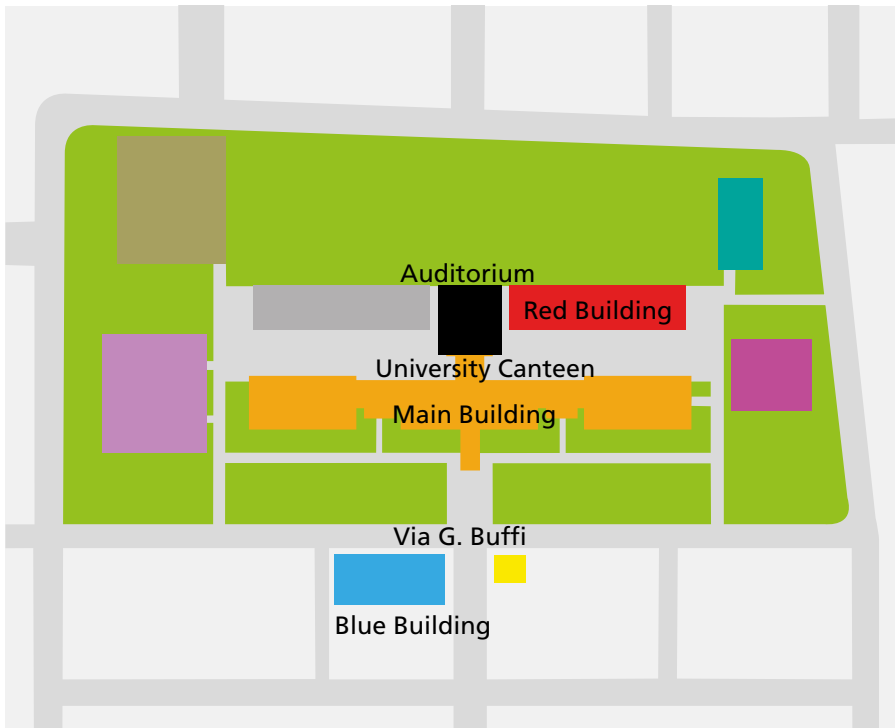 Auditorium
Red Building
University Canteen
Main Building
Via G. Buffi
Blue Building